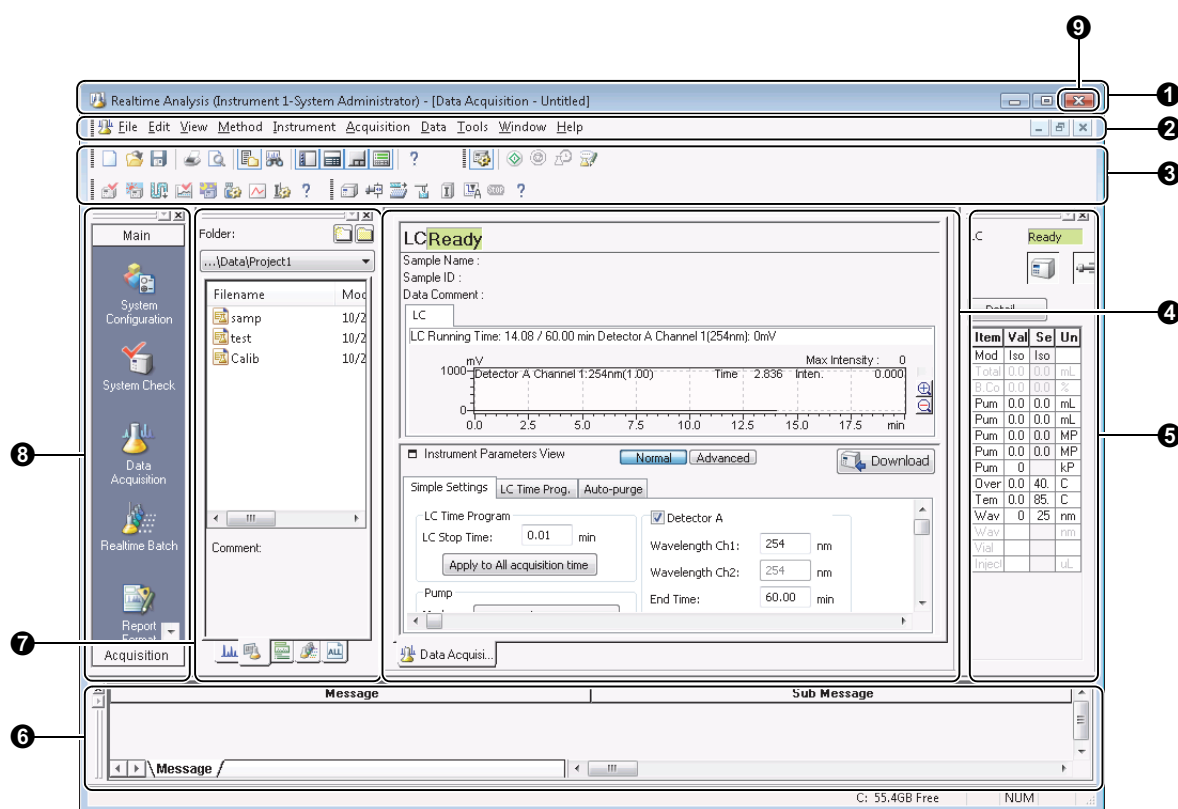 9
Realtime Analysis (Instrument 1-System Administrator) - [Data Acquisition - Untitled]
1
File Edit View Method Instrument Acquisition Data Tools Window Help
2
3
Main
System Configuration
System Check
Data Acquisition
Realtime Batch
Report
Acquisition
8
Folder:
...\Data\Project1
Filename Mod
samp 10/2
test 10/2
Calib 10/2
Comment:
ALL
7
LC Ready
Sample Name :
Sample ID :
Data Comment :
LC
LC Running Time: 14.08 / 60.00 min Detector A Channel 1(254nm): 0mV
mV Max Intensity : 0
1000 Detector A Channel 1:254nm(1.00) Time 2.836 Inten. 0.000
0
0.0 2.5 5.0 7.5 10.0 12.5 15.0 17.5 min
Instrument Parameters View Normal Advanced Download
Simple Settings LC Time Prog. Auto-purge
LC Time Program
LC Stop Time: 0.01 min
Apply to All acquisition time
Pump
Detector A
Wavelength Ch1: 254 nm
Wavelength Ch2: 254 nm
End Time: 60.00 min
Data Acquisi...
4
.C Ready
Item Val Se Un
Mod Iso Iso
Total 0.0 0.0 mL
B.Co 0.0 0.0 %
Pum 0.0 0.0 mL
Pum 0.0 0.0 mL
Pum 0.0 0.0 MP
Pum 0.0 0.0 MP
Pum 0 kP
Over 0.0 40. C
Tem 0.0 85. C
Wav 0 25 nm
Wav nm
Vial
Inject uL
5
Message Sub Message
Message
6
C: 55.4GB Free NUM